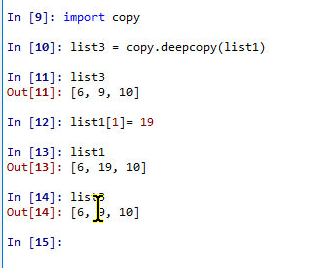 In [9]: import copy
In [10]: list3 = copy.deepcopy(list1)
In [11]: list3
Out[11]: [6, 9, 10]
In [12]: list1[1]= 19
In [13]: list1
Out[13]: [6, 19, 10]
In [14]: list3
Out[14]: [6, 9, 10]
In [15]: